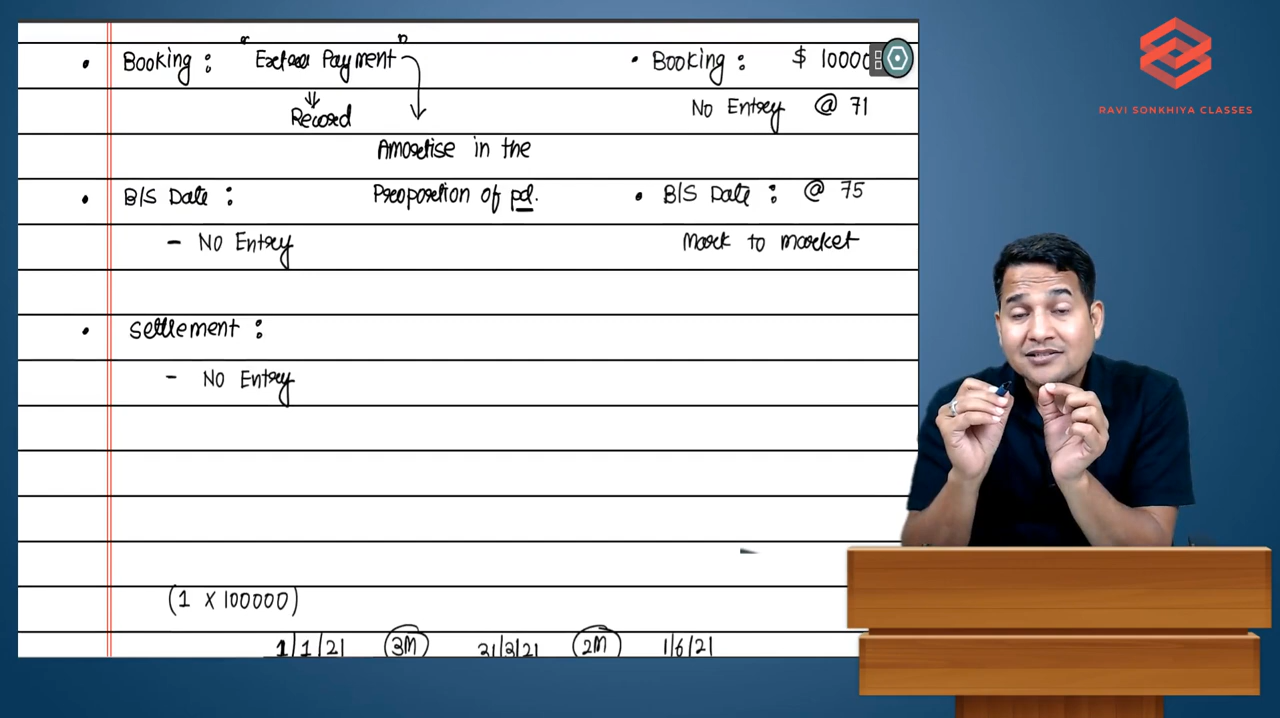 • Booking : "Extra Payment"
Record
Amortise in the
Proportion of pd.
• B/S Date :
- No Entry
• Settlement :
- No Entry
(1 X 100000)
1/1/21 3M 31/3/21 2M 1/6/21
• Booking : $ 10000
No Entry @ 71
• B/S Date : @ 75
Mark to market
RAVI SONKHIYA CLASSES